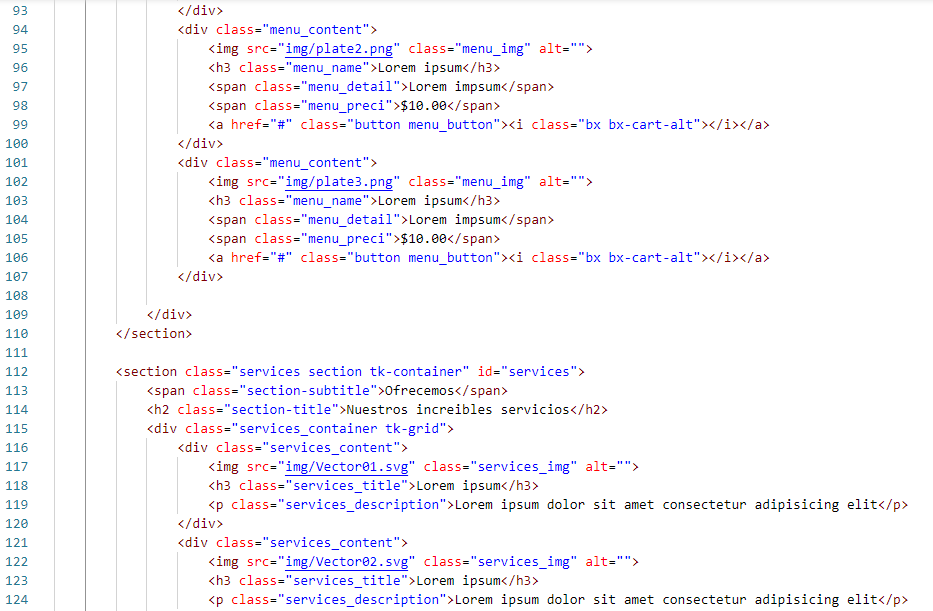 93 </div>
94 <div class="menu_content">
95 <img src="img/plate2.png" class="menu_img" alt="">
96 <h3 class="menu_name">Lorem ipsum</h3>
97 <span class="menu_detail">Lorem impsum</span>
98 <span class="menu_preci">$10.00</span>
99 <a href="#" class="button menu_button"><i class="bx bx-cart-alt"></i></a>
100 </div>
101 <div class="menu_content">
102 <img src="img/plate3.png" class="menu_img" alt="">
103 <h3 class="menu_name">Lorem ipsum</h3>
104 <span class="menu_detail">Lorem impsum</span>
105 <span class="menu_preci">$10.00</span>
106 <a href="#" class="button menu_button"><i class="bx bx-cart-alt"></i></a>
107 </div>
108
109 </div>
110 </section>
111
112 <section class="services section tk-container" id="services">
113 <span class="section-subtitle">Ofrecemos</span>
114 <h2 class="section-title">Nuestros increibles servicios</h2>
115 <div class="services_container tk-grid">
116 <div class="services_content">
117 <img src="img/Vector01.svg" class="services_img" alt="">
118 <h3 class="services_title">Lorem ipsum</h3>
119 <p class="services_description">Lorem ipsum dolor sit amet consectetur adipisicing elit</p>
120 </div>
121 <div class="services_content">
122 <img src="img/Vector02.svg" class="services_img" alt="">
123 <h3 class="services_title">Lorem ipsum</h3>
124 <p class="services_description">Lorem ipsum dolor sit amet consectetur adipisicing elit</p>